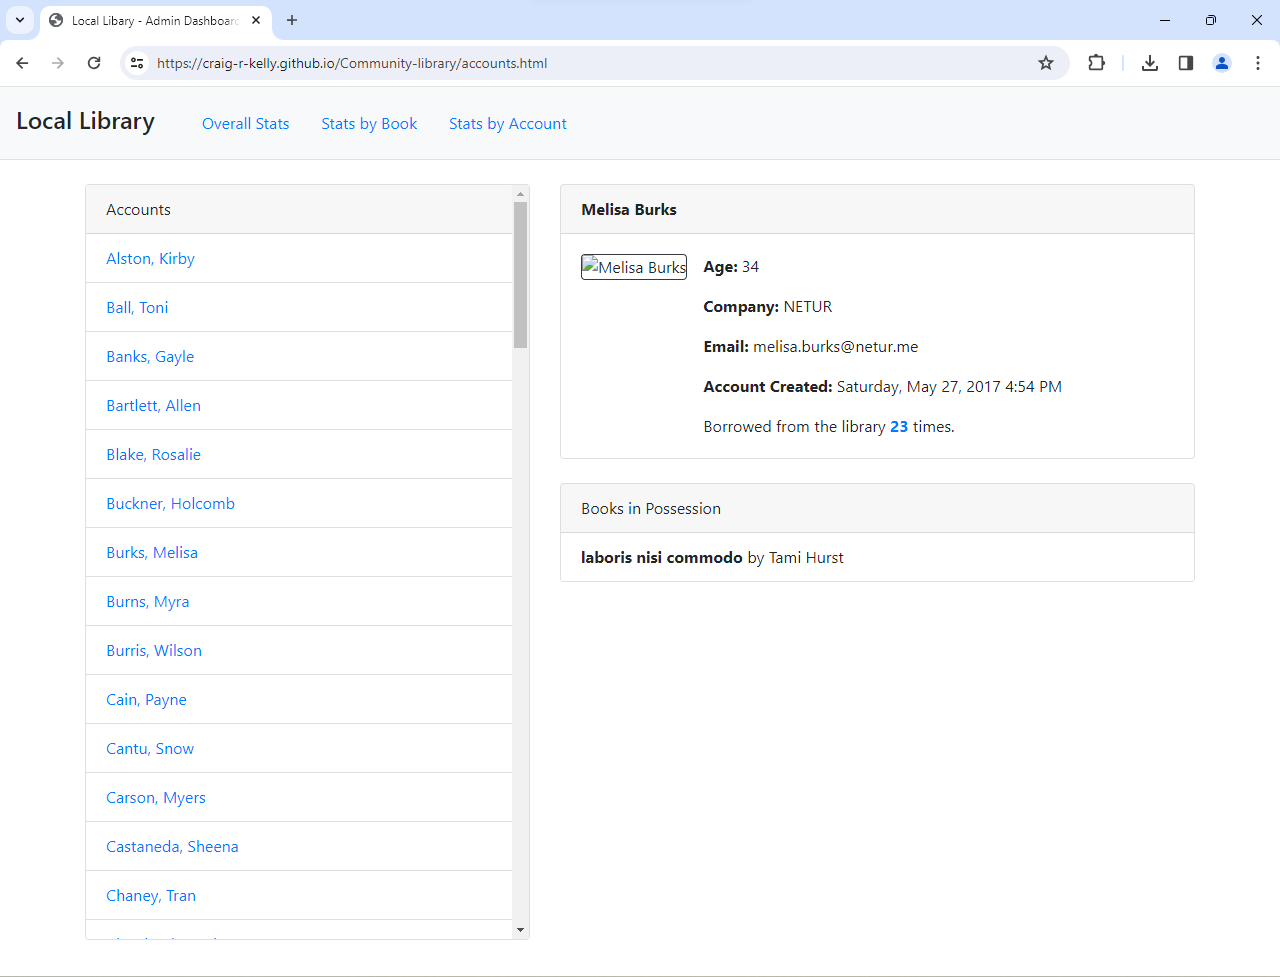 Local Libary - Admin Dashboard
https://craig-r-kelly.github.io/Community-library/accounts.html
Local Library
Overall Stats
Stats by Book
Stats by Account
Accounts
Alston, Kirby
Ball, Toni
Banks, Gayle
Bartlett, Allen
Blake, Rosalie
Buckner, Holcomb
Burks, Melisa
Burns, Myra
Burris, Wilson
Cain, Payne
Cantu, Snow
Carson, Myers
Castaneda, Sheena
Chaney, Tran
Melisa Burks
Melisa Burks
Age: 34
Company: NETUR
Email: melisa.burks@netur.me
Account Created: Saturday, May 27, 2017 4:54 PM
Borrowed from the library 23 times.
Books in Possession
laboris nisi commodo by Tami Hurst